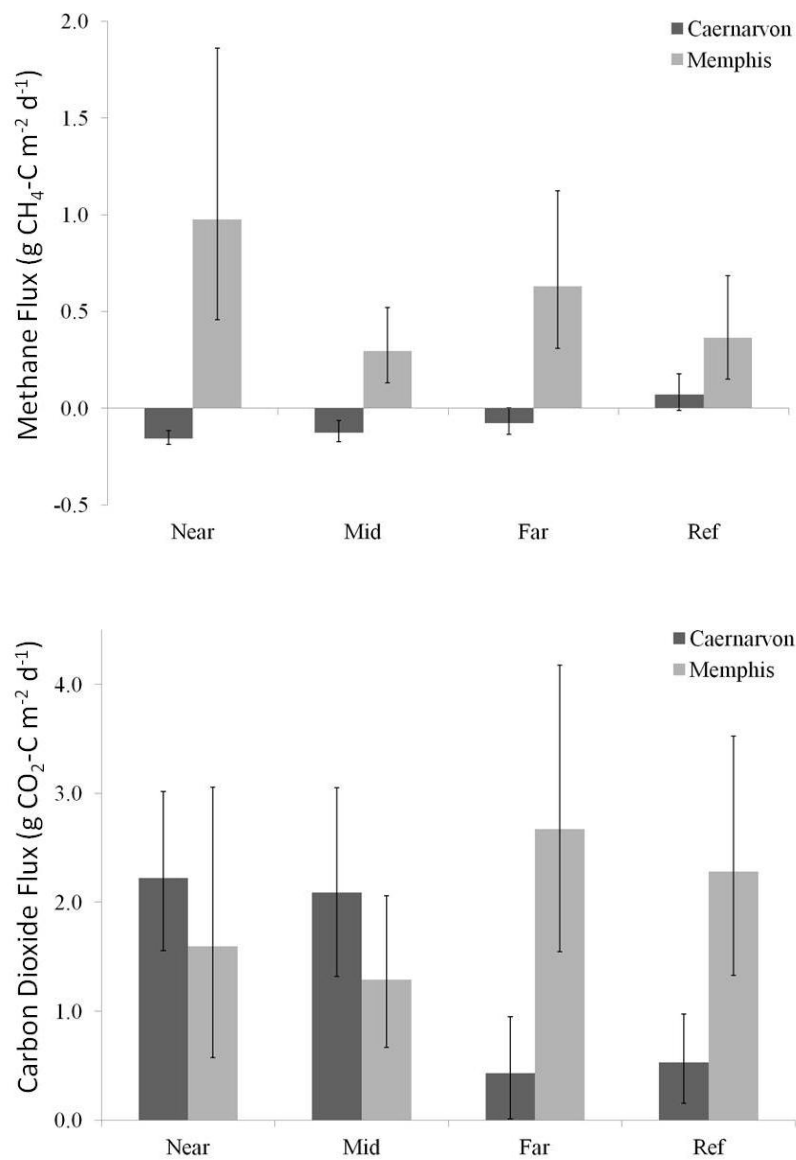 2.0
Caernarvon
Memphis
1.5
1.0
0.5
0.0
-0.5
Methane Flux (g CH₄-C m⁻² d⁻¹)
Near Mid Far Ref
Caernarvon
Memphis
4.0
3.0
2.0
1.0
0.0
Carbon Dioxide Flux (g CO₂-C m⁻² d⁻¹)
Near Mid Far Ref